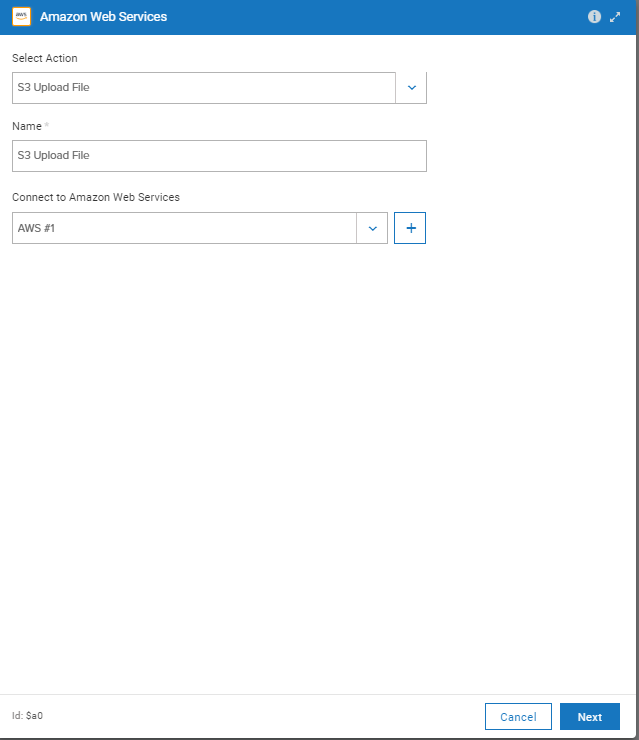 aws
Amazon Web Services
Select Action
S3 Upload File
Name *
S3 Upload File
Connect to Amazon Web Services
AWS #1
+
Id: $a0
Cancel
Next